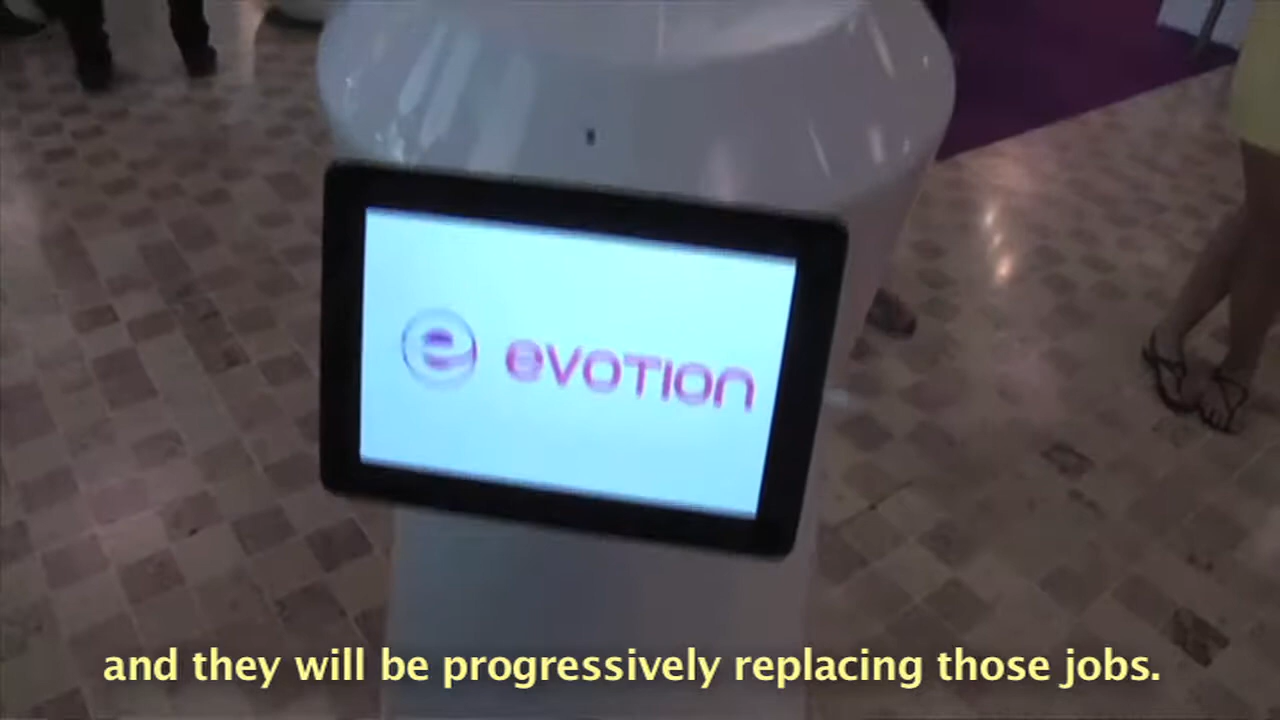 e evotion
and they will be progressively replacing those jobs.